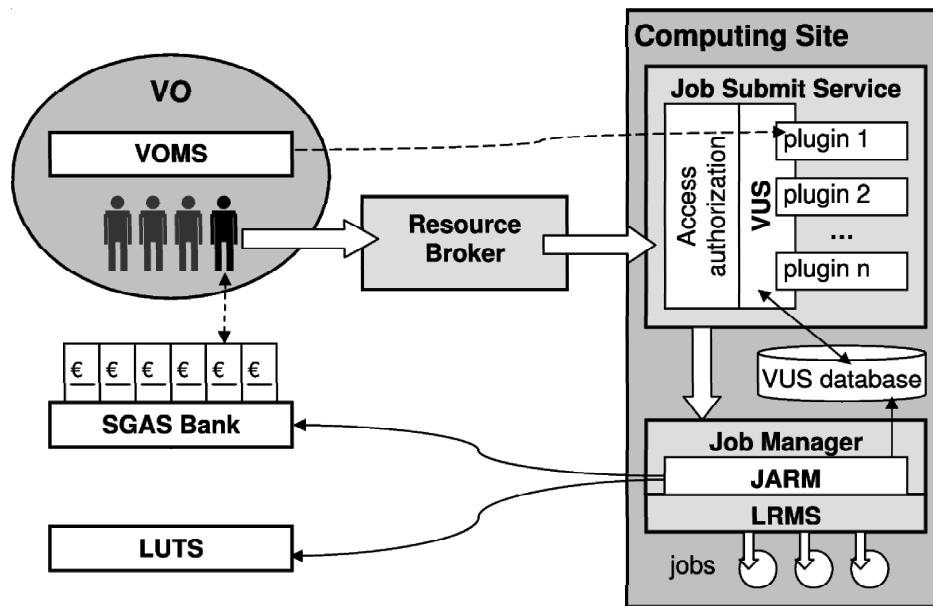 VO
VOMS
Resource
Broker
€ € € € € €
SGAS Bank
LUTS
Computing Site
Job Submit Service
Access
authorization
VUS
plugin 1
plugin 2
...
plugin n
VUS database
Job Manager
JARM
LRMS
jobs